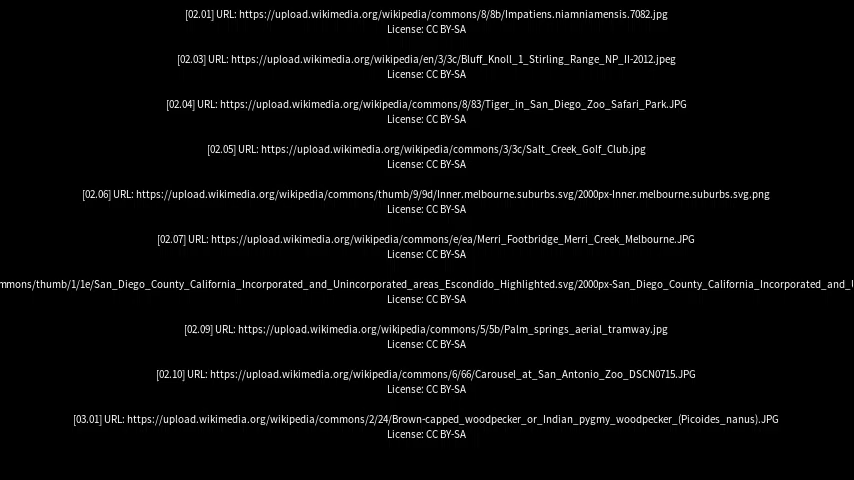 [02.01] URL: https://upload.wikimedia.org/wikipedia/commons/8/8b/Impatiens.niamniamensis.7082.jpg
License: CC BY-SA
[02.03] URL: https://upload.wikimedia.org/wikipedia/en/3/3c/Bluff_Knoll_1_Stirling_Range_NP_II-2012.jpeg
License: CC BY-SA
[02.04] URL: https://upload.wikimedia.org/wikipedia/commons/8/83/Tiger_in_San_Diego_Zoo_Safari_Park.JPG
License: CC BY-SA
[02.05] URL: https://upload.wikimedia.org/wikipedia/commons/3/3c/Salt_Creek_Golf_Club.jpg
License: CC BY-SA
[02.06] URL: https://upload.wikimedia.org/wikipedia/commons/thumb/9/9d/Inner.melbourne.suburbs.svg/2000px-Inner.melbourne.suburbs.svg.png
License: CC BY-SA
[02.07] URL: https://upload.wikimedia.org/wikipedia/commons/e/ea/Merri_Footbridge_Merri_Creek_Melbourne.JPG
License: CC BY-SA
mmons/thumb/1/1e/San_Diego_County_California_Incorporated_and_Unincorporated_areas_Escondido_Highlighted.svg/2000px-San_Diego_County_California_Incorporated_and_
License: CC BY-SA
[02.09] URL: https://upload.wikimedia.org/wikipedia/commons/5/5b/Palm_springs_aerial_tramway.jpg
License: CC BY-SA
[02.10] URL: https://upload.wikimedia.org/wikipedia/commons/6/66/Carousel_at_San_Antonio_Zoo_DSCN0715.JPG
License: CC BY-SA
[03.01] URL: https://upload.wikimedia.org/wikipedia/commons/2/24/Brown-capped_woodpecker_or_Indian_pygmy_woodpecker_(Picoides_nanus).JPG
License: CC BY-SA